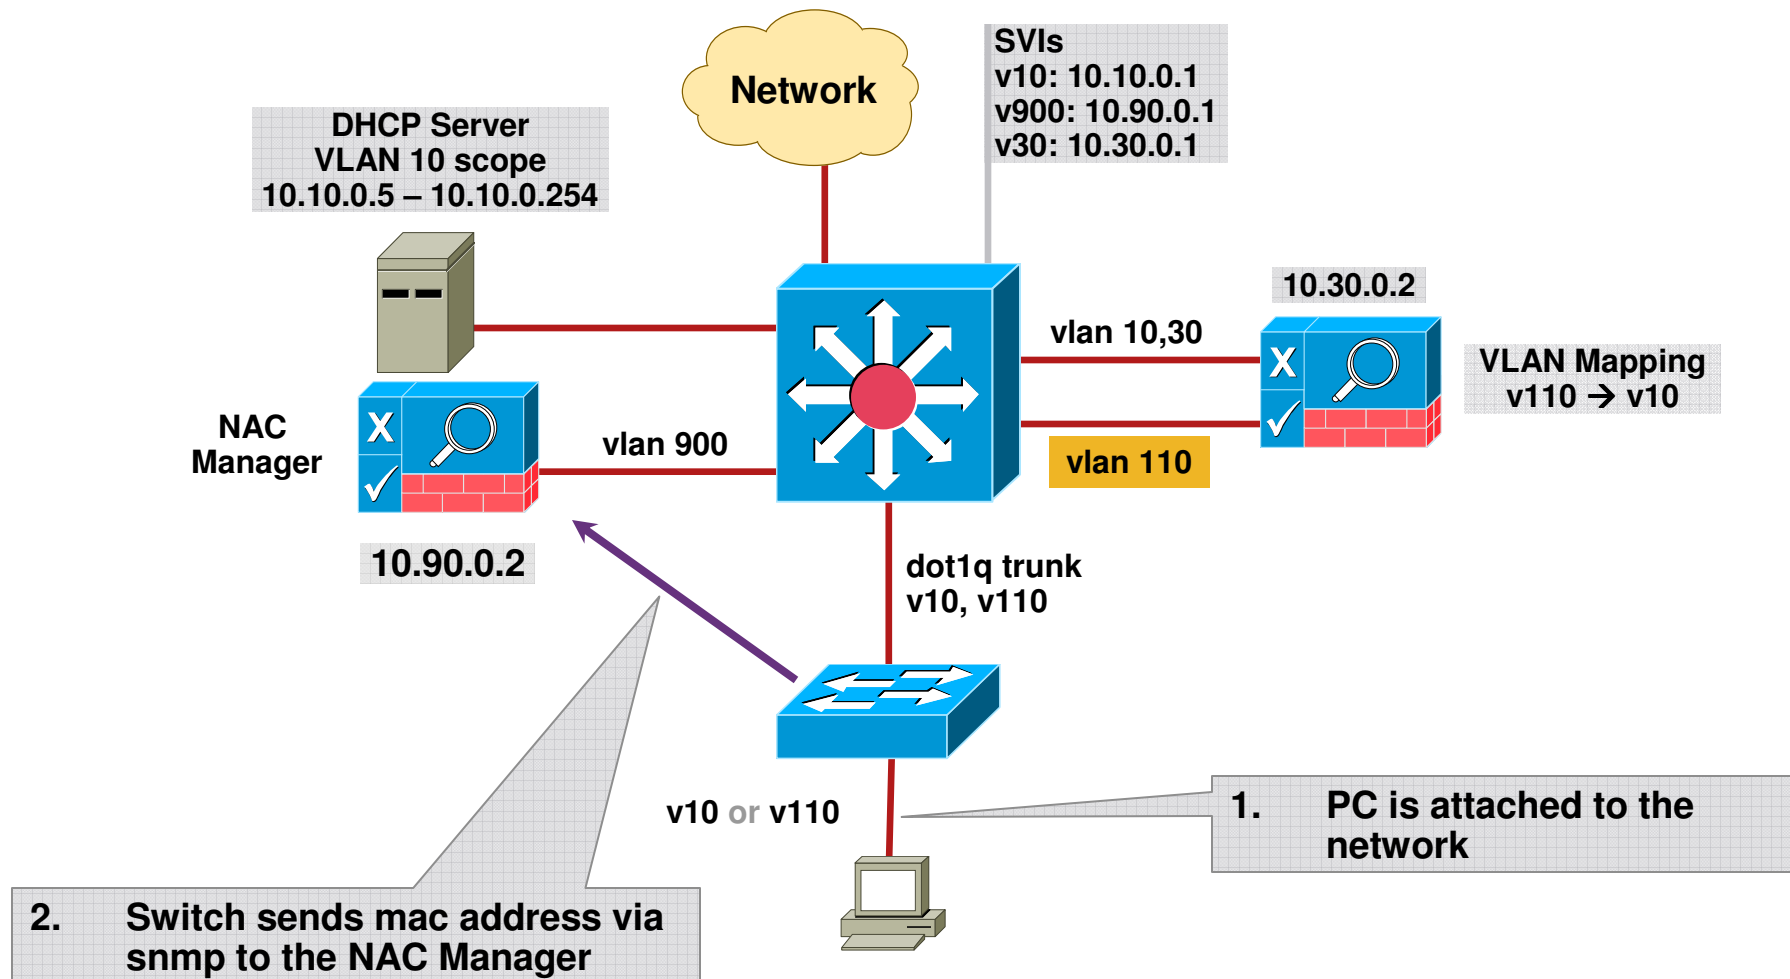 Network
SVIs
v10: 10.10.0.1
v900: 10.90.0.1
v30: 10.30.0.1
DHCP Server
VLAN 10 scope
10.10.0.5 – 10.10.0.254
10.30.0.2
vlan 10,30
X
VLAN Mapping
v110 → v10
NAC
Manager
X
vlan 900
vlan 110
10.90.0.2
dot1q trunk
v10, v110
v10 or v110
1. PC is attached to the
network
2. Switch sends mac address via
snmp to the NAC Manager